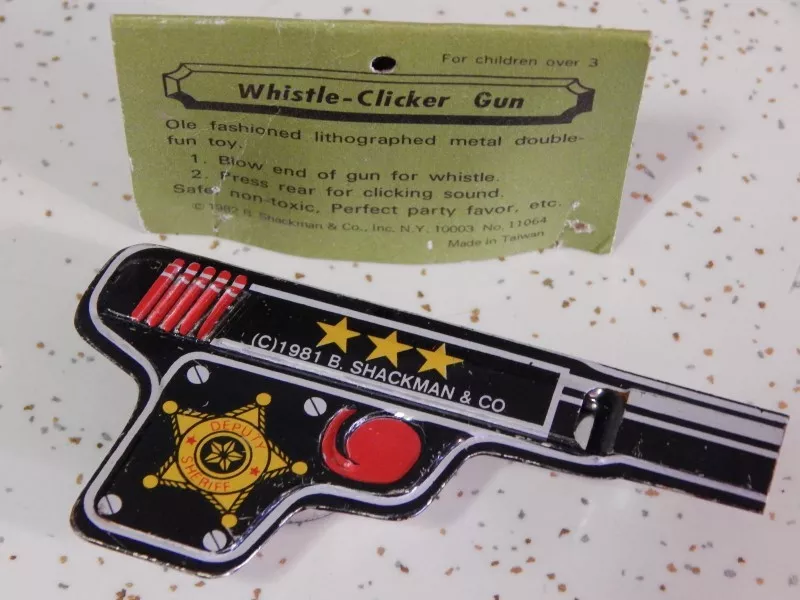 For children over 3
Whistle-Clicker Gun
Ole fashioned lithographed metal double-
fun toy.
1. Blow end of gun for whistle.
2. Press rear for clicking sound.
Safe, non-toxic, Perfect party favor, etc.
© 1982 B. Shackman & Co., Inc. N.Y. 10003 No. 11064
Made in Taiwan
(C)1981 B. SHACKMAN & CO
DEPUTY
SHERIFF